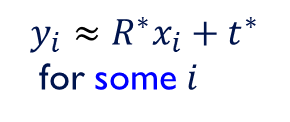 yᵢ ≈ R*xᵢ + t*
for some i